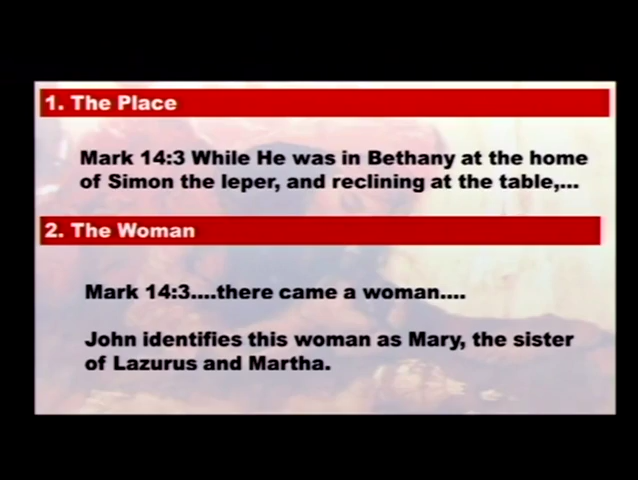 1. The Place
Mark 14:3 While He was in Bethany at the home
of Simon the leper, and reclining at the table,...
2. The Woman
Mark 14:3....there came a woman....
John identifies this woman as Mary, the sister
of Lazurus and Martha.